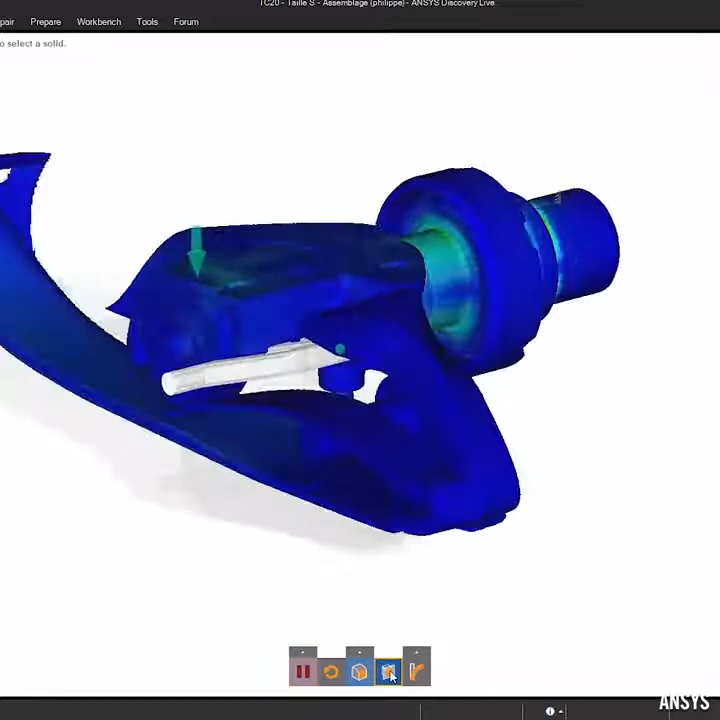 TC20 - Taille S - Assemblage (philippe) - ANSYS Discovery Live
pair Prepare Workbench Tools Forum
o select a solid.
ANSYS